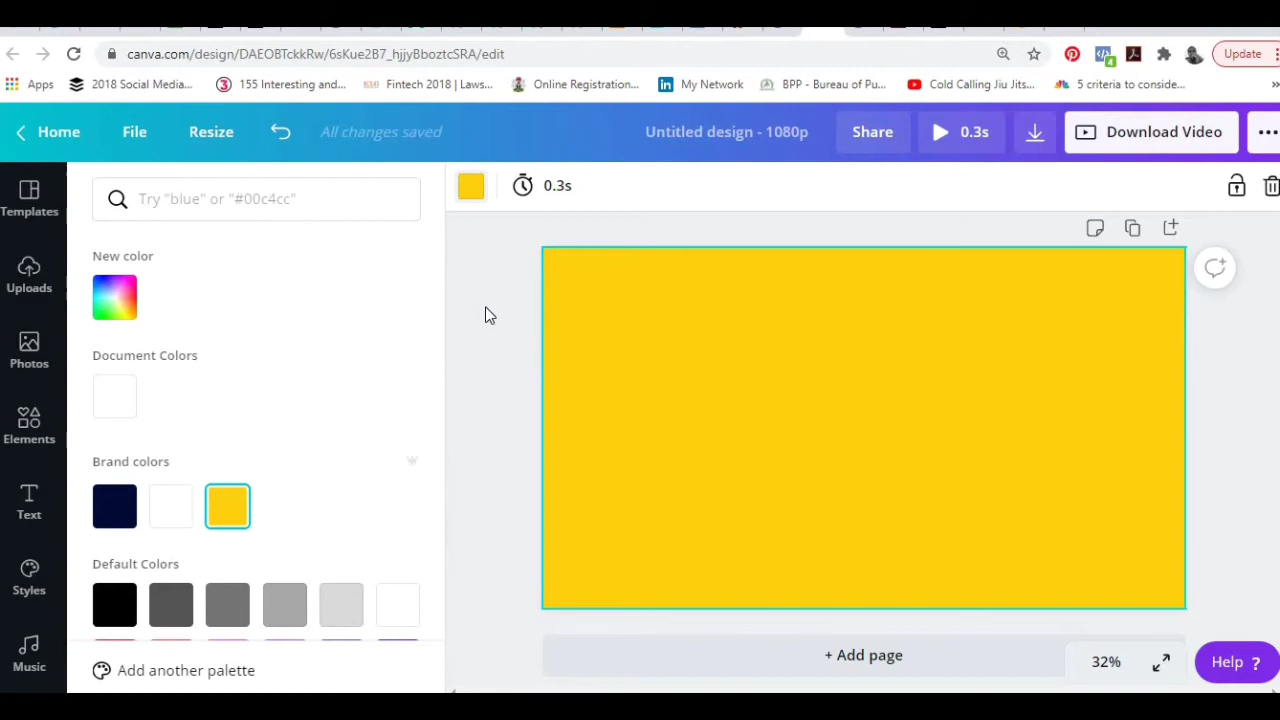 canva.com/design/DAEOBTckkRw/6sKue2B7_hjjyBboztcSRA/edit
4
Update
Apps
2018 Social Media...
155 Interesting and...
Fintech 2018 | Laws...
Online Registration...
My Network
BPP - Bureau of Pu...
Cold Calling Jiu Jits...
5 criteria to conside...
Home
File
Resize
All changes saved
Untitled design - 1080p
Share
0.3s
Download Video
Templates
Uploads
Photos
Elements
Text
Styles
Music
Try "blue" or "#00c4cc"
New color
Document Colors
Brand colors
Default Colors
Add another palette
0.3s
+ Add page
32%
Help ?